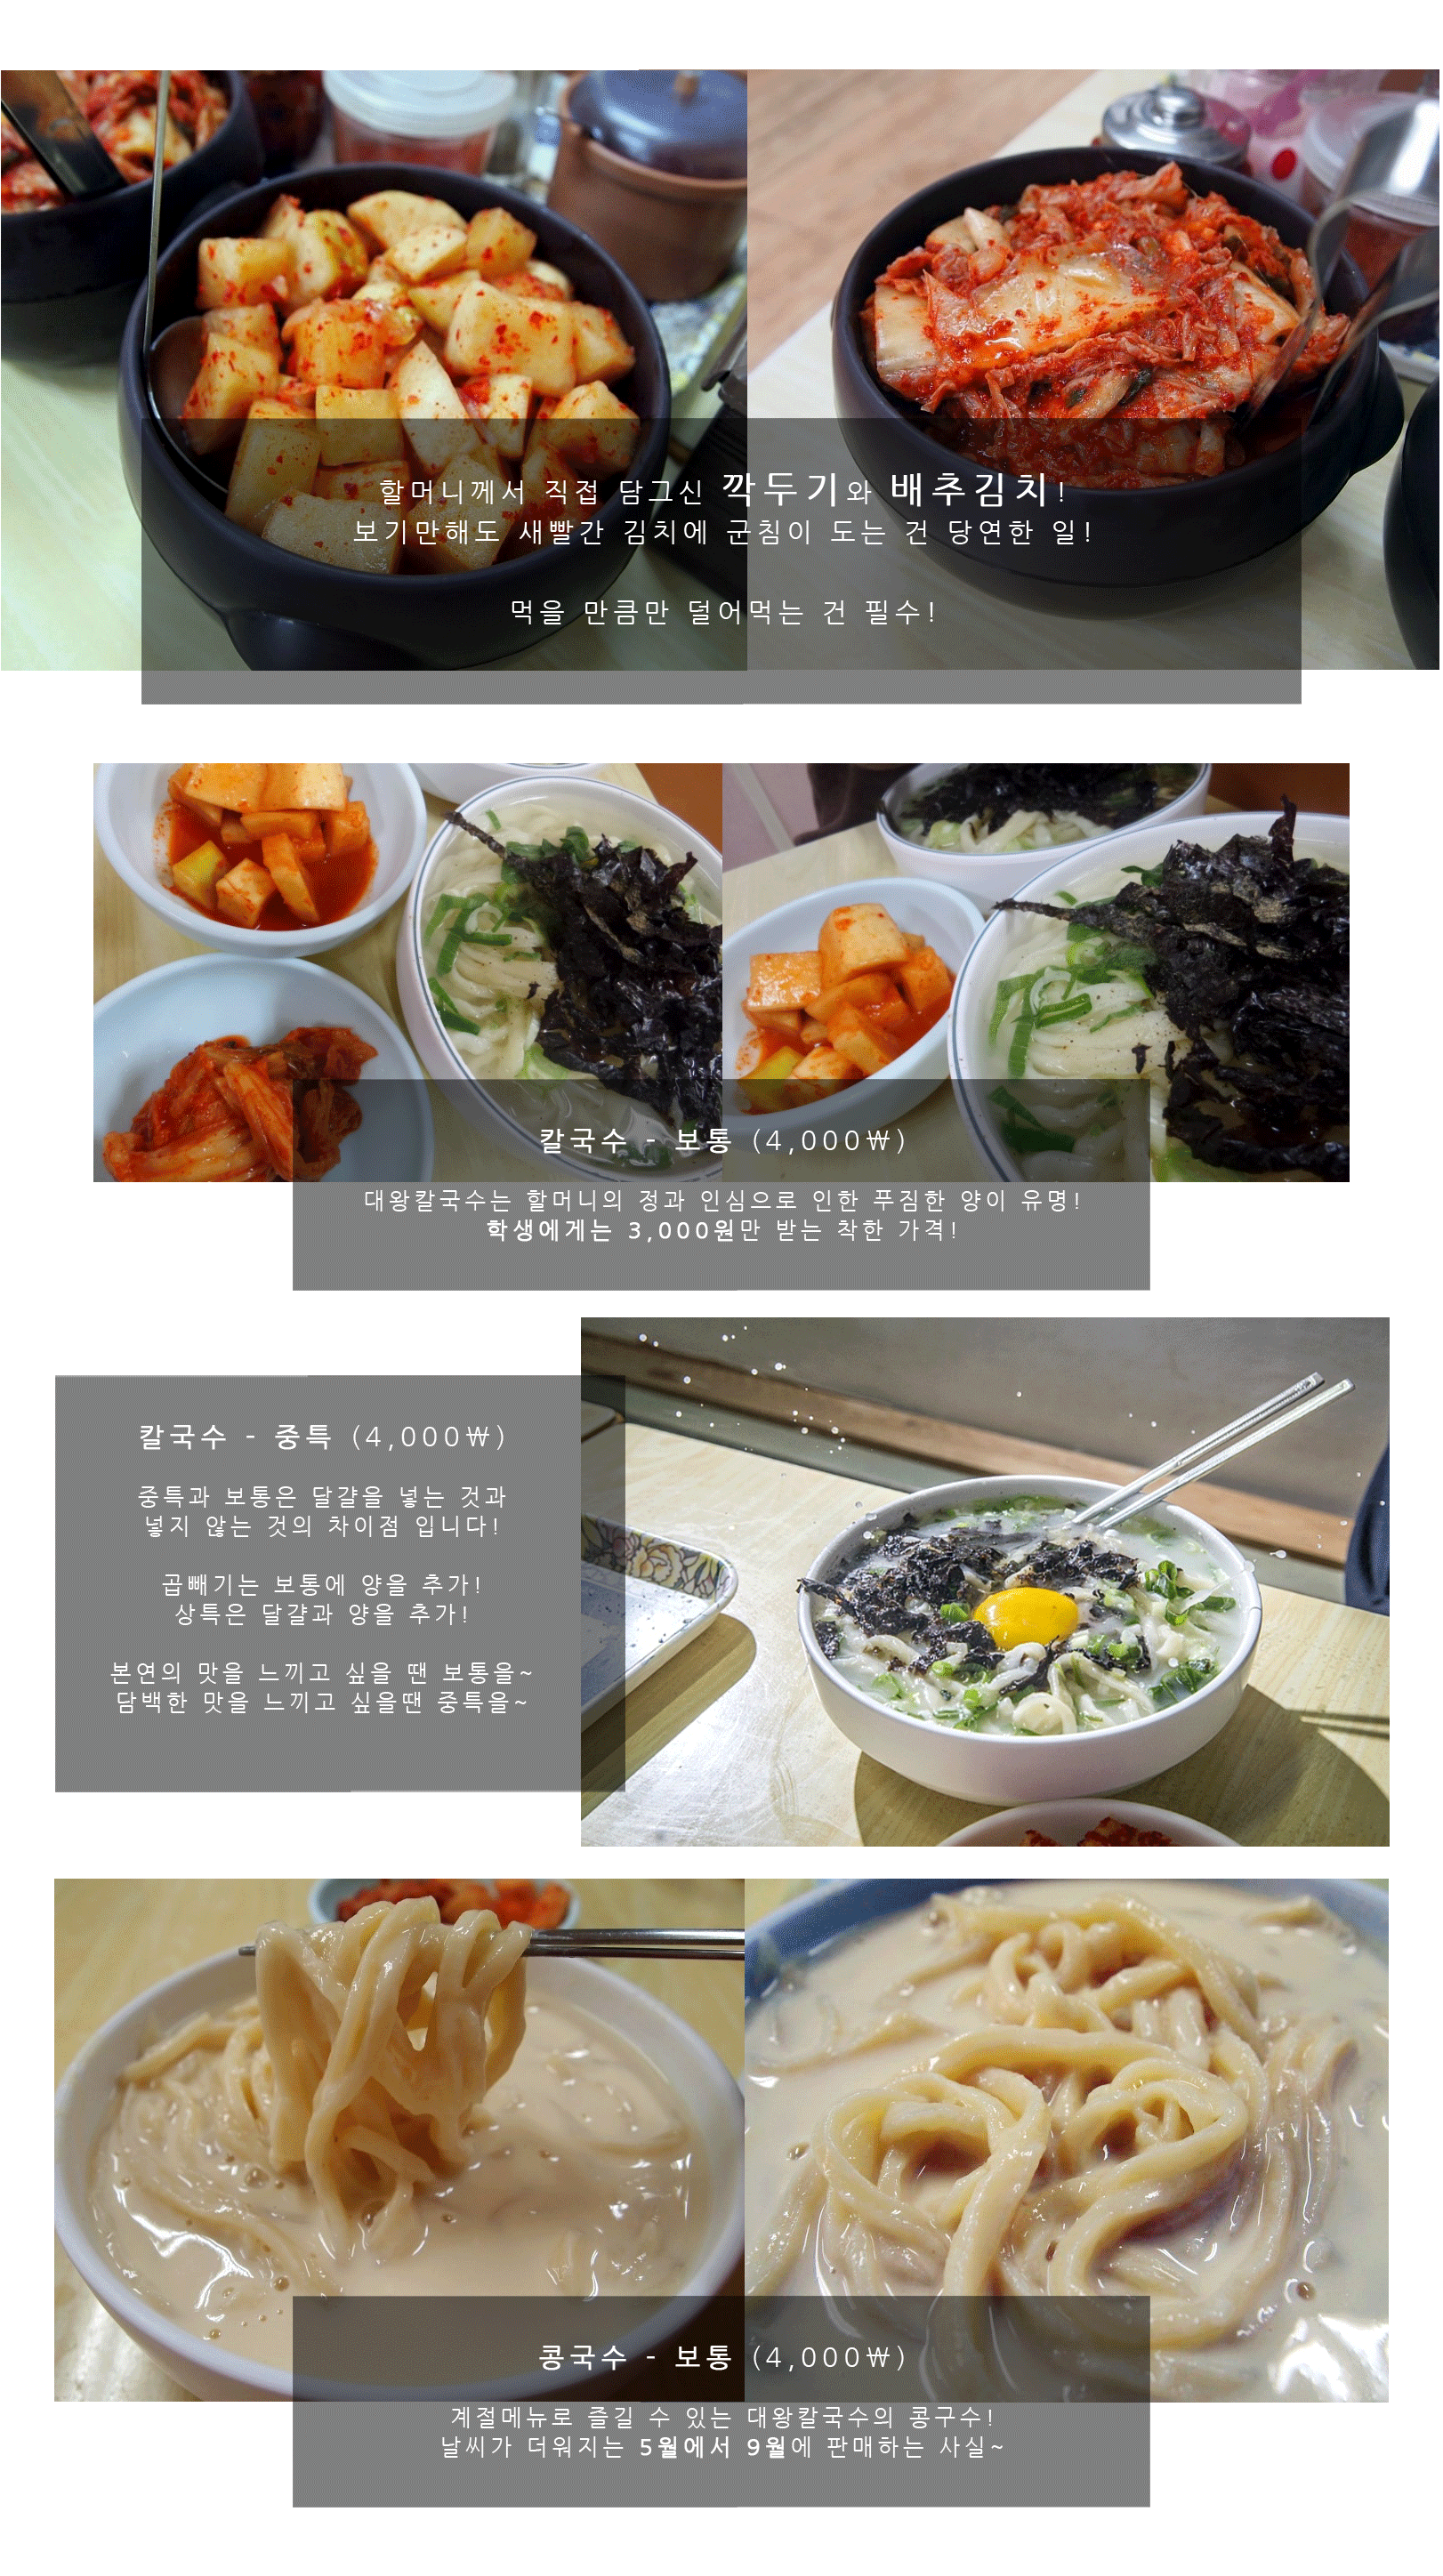 할머니께서 직접 담그신 깍두기와 배추김치!
보기만해도 새빨간 김치에 군침이 도는 건 당연한 일!
먹을 만큼만 덜어먹는 건 필수!
칼국수 - 보통 (4,000₩)
대왕칼국수는 할머니의 정과 인심으로 인한 푸짐한 양이 유명!
학생에게는 3,000원만 받는 착한 가격!
칼국수 - 중특 (4,000₩)
중특과 보통은 달걀을 넣는 것과
넣지 않는 것의 차이점 입니다!
곱빼기는 보통에 양을 추가!
상특은 달걀과 양을 추가!
본연의 맛을 느끼고 싶을 땐 보통을~
담백한 맛을 느끼고 싶을땐 중특을~
콩국수 - 보통 (4,000₩)
계절메뉴로 즐길 수 있는 대왕칼국수의 콩구수!
날씨가 더워지는 5월에서 9월에 판매하는 사실~